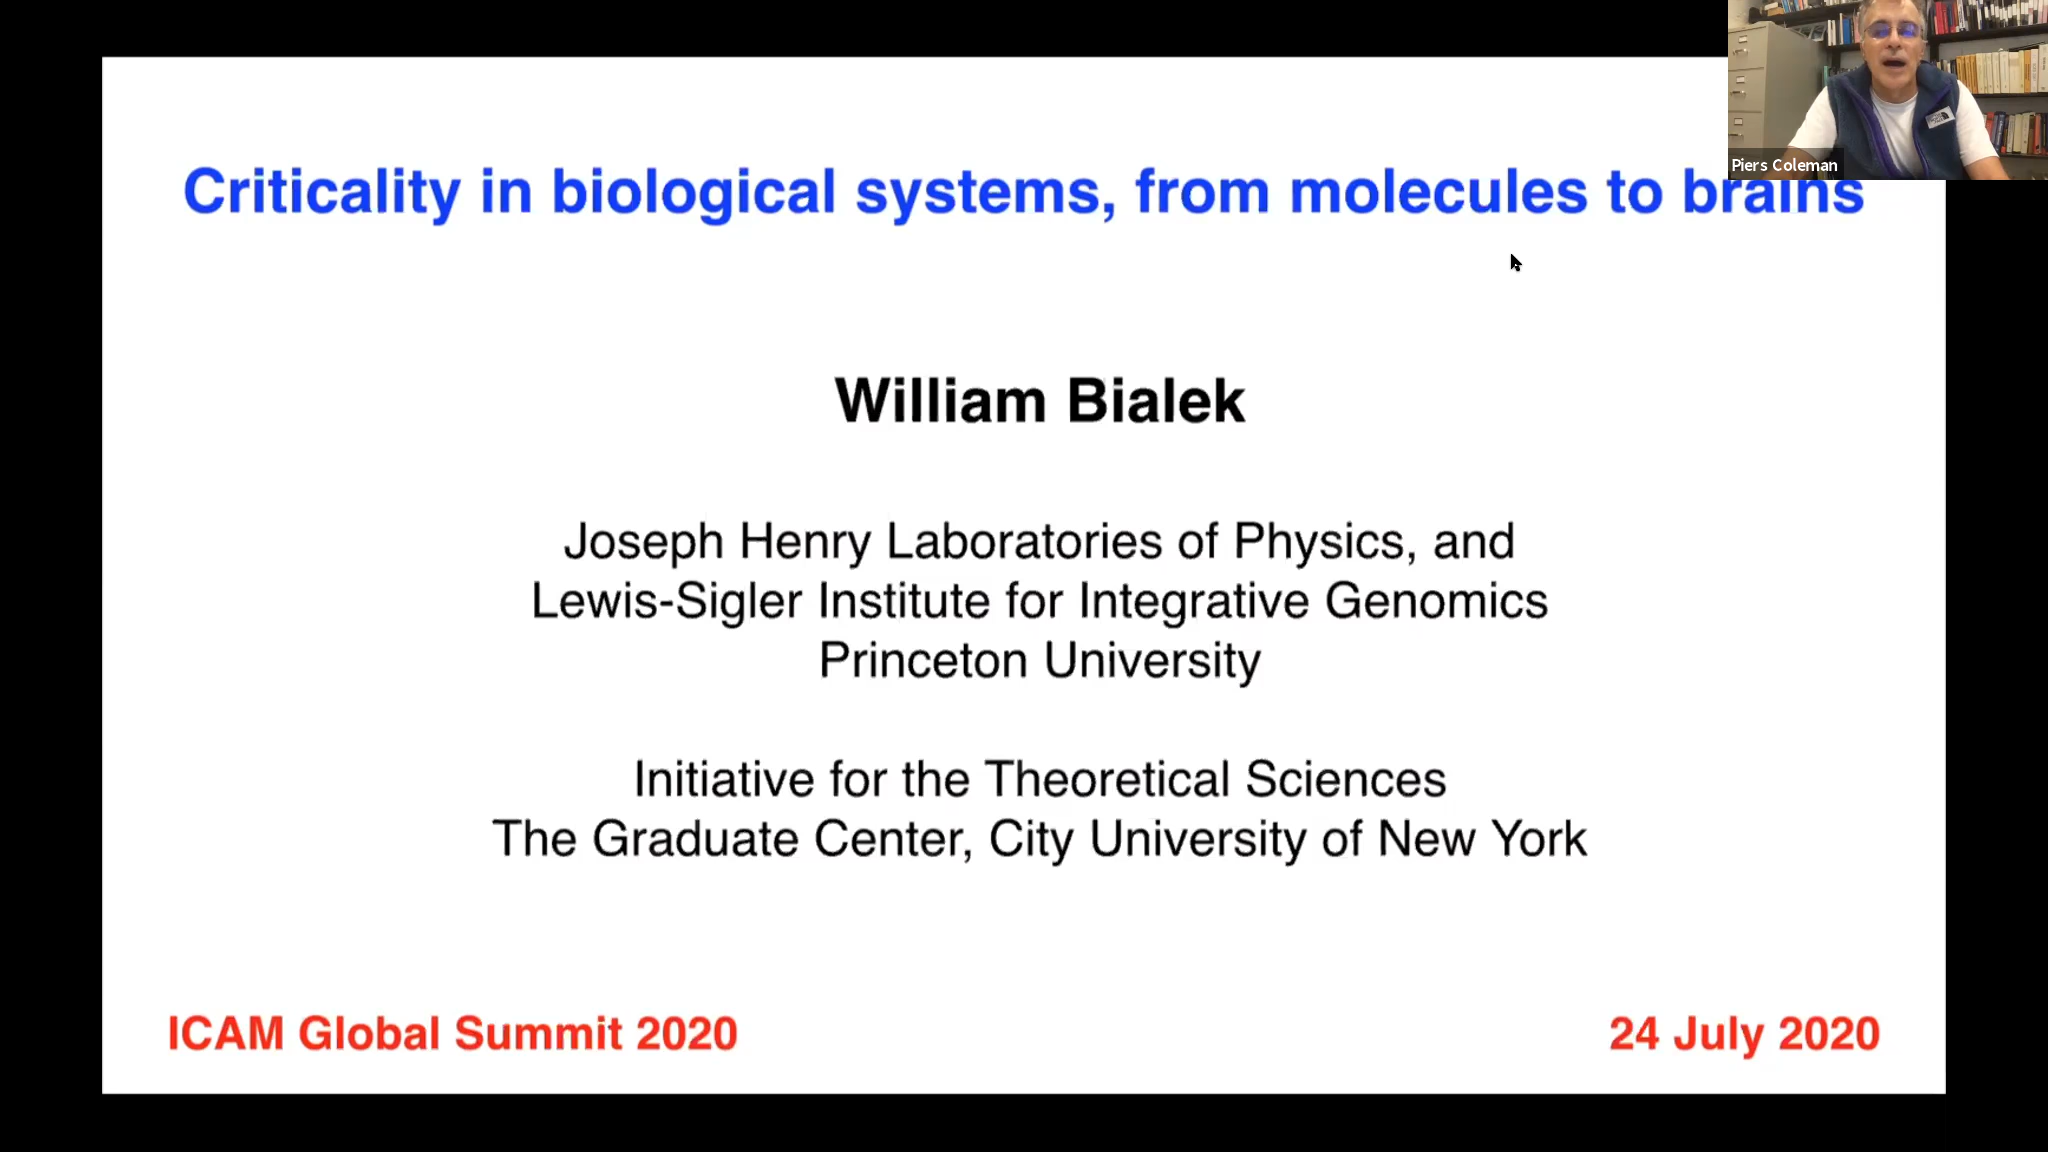 Criticality in biological systems, from molecules to brains
Piers Coleman
William Bialek
Joseph Henry Laboratories of Physics, and
Lewis-Sigler Institute for Integrative Genomics
Princeton University
Initiative for the Theoretical Sciences
The Graduate Center, City University of New York
ICAM Global Summit 2020
24 July 2020